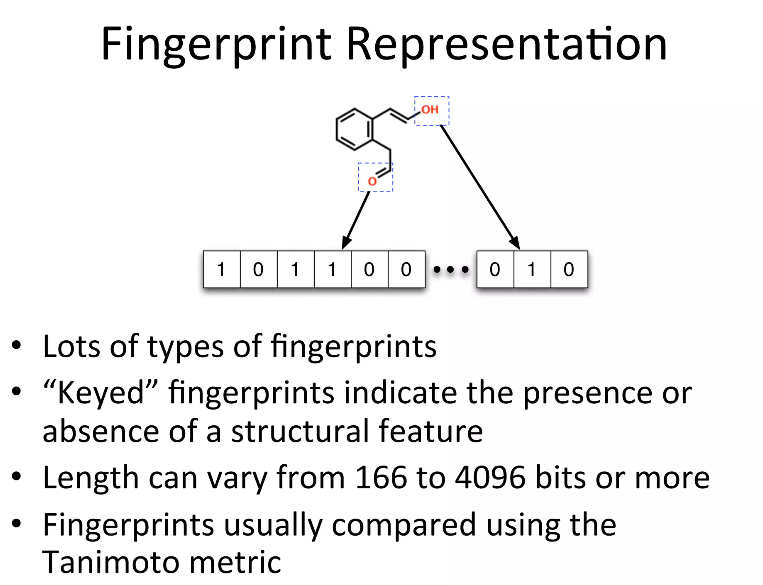 Fingerprint Representation
OH
O
1 0 1 1 0 0 ••• 0 1 0
• Lots of types of fingerprints
• “Keyed” fingerprints indicate the presence or
absence of a structural feature
• Length can vary from 166 to 4096 bits or more
• Fingerprints usually compared using the
Tanimoto metric